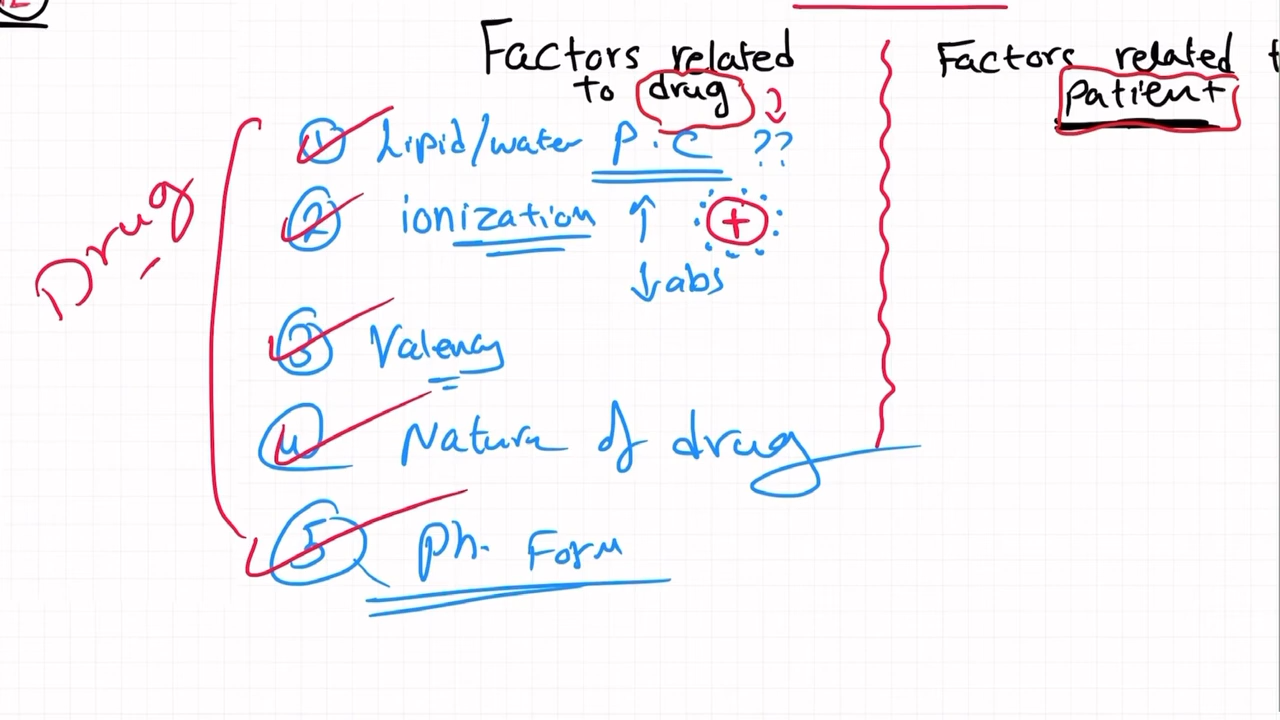 Factors related
to drug
① Lipid/water P.C ??
② ionization ↑ +
↓ abs
③ Valency
④ Nature of drug
⑤ Ph. Form
Drug
Factors related
patient